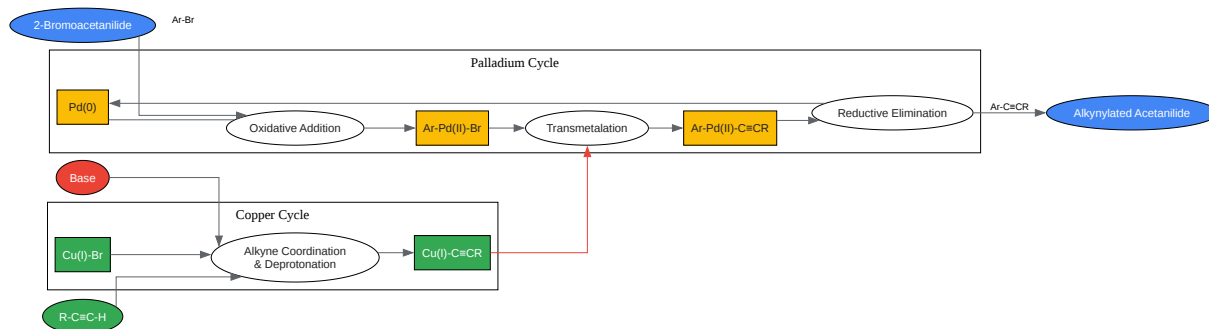 2-Bromoacetanilide
Ar-Br
Palladium Cycle
Pd(0)
Oxidative Addition
Ar-Pd(II)-Br
Transmetalation
Ar-Pd(II)-C≡CR
Reductive Elimination
Ar-C≡CR
Alkynylated Acetanilide
Base
Copper Cycle
Cu(I)-Br
Alkyne Coordination
& Deprotonation
Cu(I)-C≡CR
R-C≡C-H